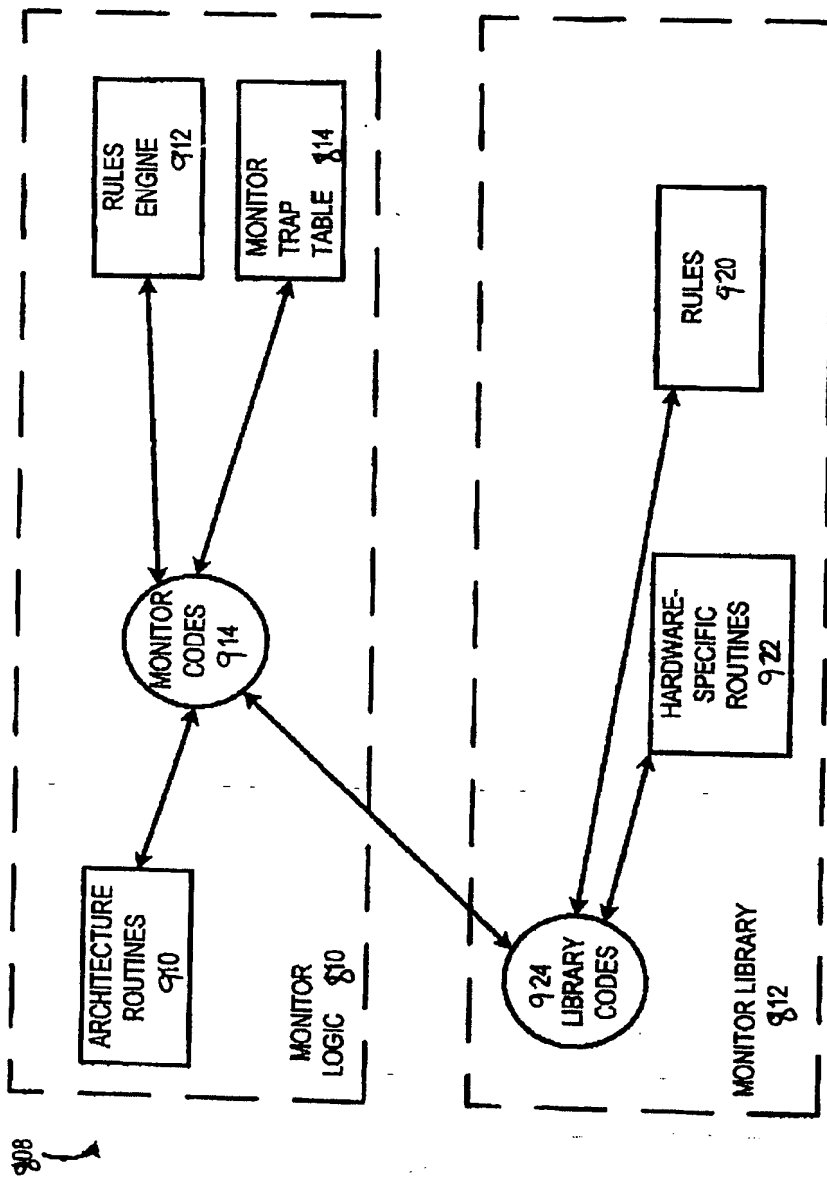 808
ARCHITECTURE
ROUTINES
910
MONITOR
LOGIC 810
MONITOR
CODES
914
RULES
ENGINE
912
MONITOR
TRAP
TABLE 814
924
LIBRARY
CODES
MONITOR LIBRARY
812
HARDWARE-
SPECIFIC
ROUTINES
922
RULES
920